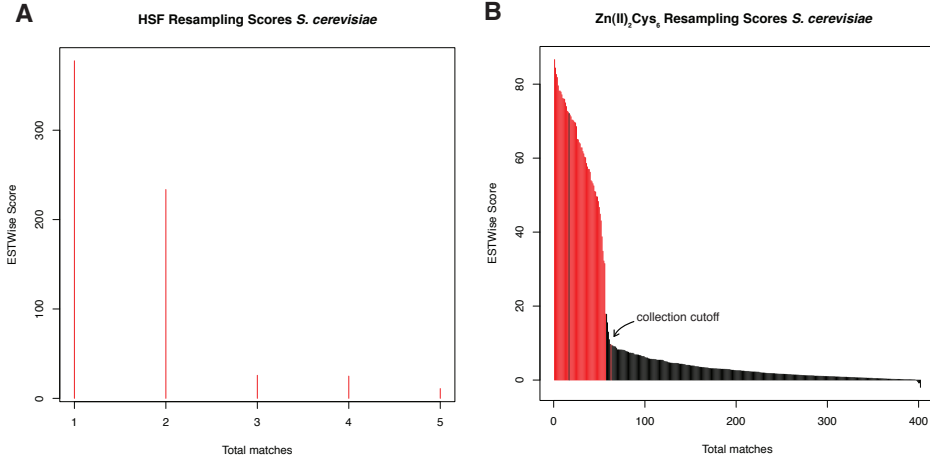 A
HSF Resampling Scores S. cerevisiae
ESTWise Score
300
200
100
0
1 2 3 4 5
Total matches
B
Zn(II)₂Cys₆ Resampling Scores S. cerevisiae
ESTWise Score
80
60
40
20
0
collection cutoff
0 100 200 300 400
Total matches